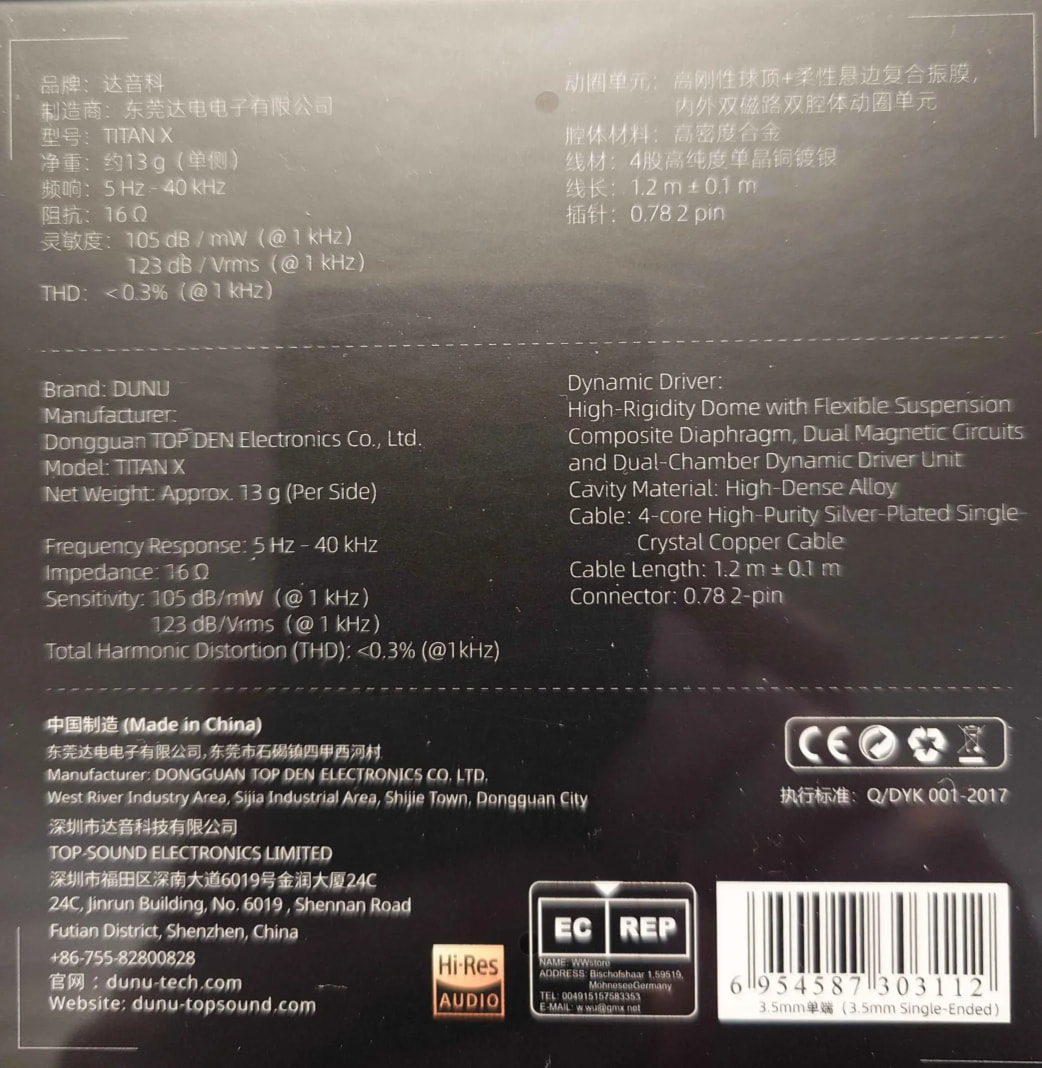 品牌：达音科
制造商：东莞达电电子有限公司
型号：TITAN X
净重：约13 g（单侧）
频响：5 Hz - 40 kHz
阻抗：16 Ω
灵敏度：105 dB / mW（@ 1 kHz）
123 dB / Vrms（@ 1 kHz）
THD：＜0.3%（@ 1 kHz）
动圈单元：高刚性球顶+柔性悬边复合振膜，
内外双磁路双腔体动圈单元
腔体材料：高密度合金
线材：4股高纯度单晶铜镀银
线长：1.2 m ± 0.1 m
插针：0.78 2 pin
Brand: DUNU
Manufacturer:
Dongguan TOP DEN Electronics Co., Ltd.
Model: TITAN X
Net Weight: Approx. 13 g (Per Side)
Frequency Response: 5 Hz – 40 kHz
Impedance: 16 Ω
Sensitivity: 105 dB/mW（@ 1 kHz）
123 dB/Vrms（@ 1 kHz）
Total Harmonic Distortion (THD): <0.3% (@1kHz)
Dynamic Driver:
High-Rigidity Dome with Flexible Suspension
Composite Diaphragm, Dual Magnetic Circuits
and Dual-Chamber Dynamic Driver Unit
Cavity Material: High-Dense Alloy
Cable: 4-core High-Purity Silver-Plated Single-
Crystal Copper Cable
Cable Length: 1.2 m ± 0.1 m
Connector: 0.78 2-pin
中国制造 (Made in China)
东莞达电电子有限公司，东莞市石碣镇四甲西河村
Manufacturer: DONGGUAN TOP DEN ELECTRONICS CO, LTD.
West River Industry Area, Sijia Industrial Area, Shijie Town, Dongguan City
深圳市达音科技有限公司
TOP-SOUND ELECTRONICS LIMITED
深圳市福田区深南大道6019号金润大厦24C
24C, Jinrun Building, No. 6019 , Shennan Road
Futian District, Shenzhen, China
+86-755-82800828
官网：dunu-tech.com
Website: dunu-topsound.com
CE
执行标准：Q/DYK 001-2017
Hi-Res
AUDIO
EC REP
NAME: WWstore
ADDRESS: Bischofshaar 1,59519,
MöhneseeGermany
TEL: 004915157583353
E-MAIL: w.wu@gmx.net
6 954587 303112
3.5mm单端（3.5mm Single-Ended）